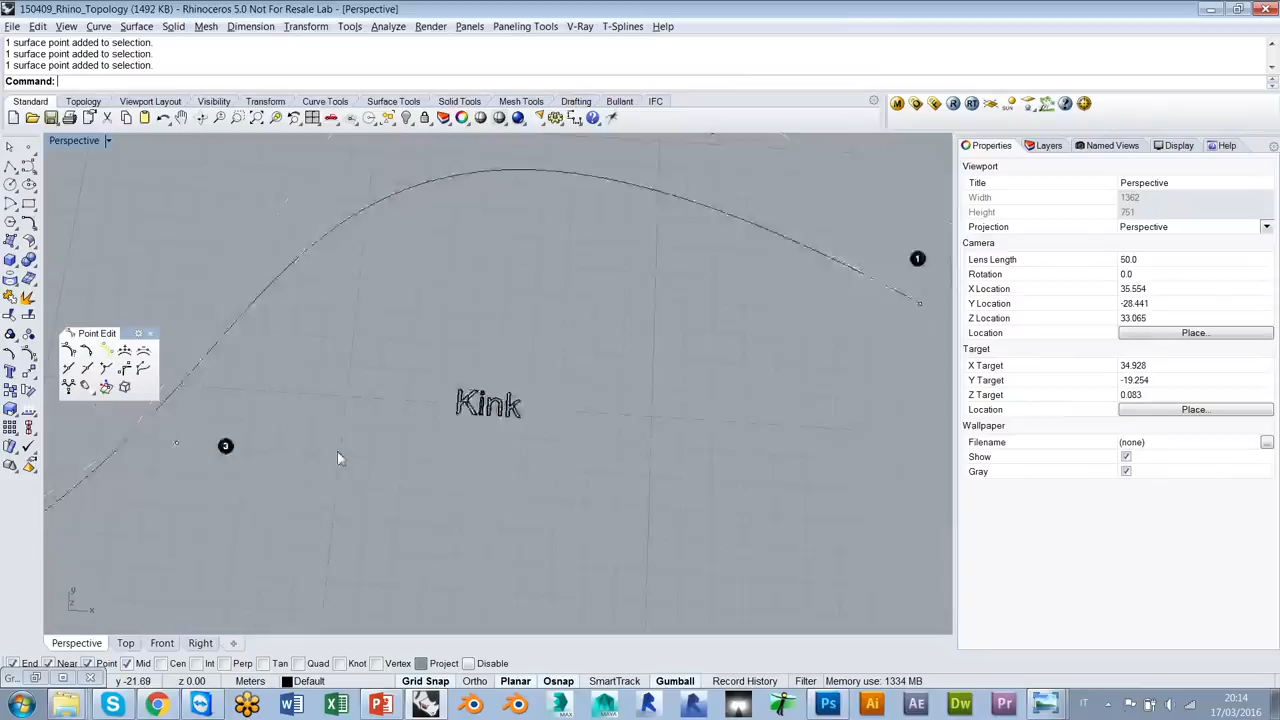 150409_Rhino_Topology (1492 KB) - Rhinoceros 5.0 Not For Resale Lab - [Perspective]
File Edit View Curve Surface Solid Mesh Dimension Transform Tools Analyze Render Panels Paneling Tools V-Ray T-Splines Help
1 surface point added to selection.
1 surface point added to selection.
1 surface point added to selection.
Command:
Standard Topology Viewport Layout Visibility Transform Curve Tools Surface Tools Solid Tools Mesh Tools Drafting Bullant IFC
Perspective
Properties Layers Named Views Display Help
Viewport
Title Perspective
Width 1362
Height 751
Projection Perspective
Camera
Lens Length 50.0
Rotation 0.0
X Location 35.554
Y Location -28.441
Z Location 33.065
Location Place...
Target
X Target 34.928
Y Target -19.254
Z Target 0.083
Location Place...
Wallpaper
Filename (none)
Show
Gray
1
Point Edit
Kink
3
y
z x
Perspective Top Front Right
End Near Point Mid Cen Int Perp Tan Quad Knot Vertex Project Disable
Gr... y -21.69 z 0.00 Meters Default Grid Snap Ortho Planar Osnap SmartTrack Gumball Record History Filter Memory use: 1334 MB
IT 20:14
17/03/2016